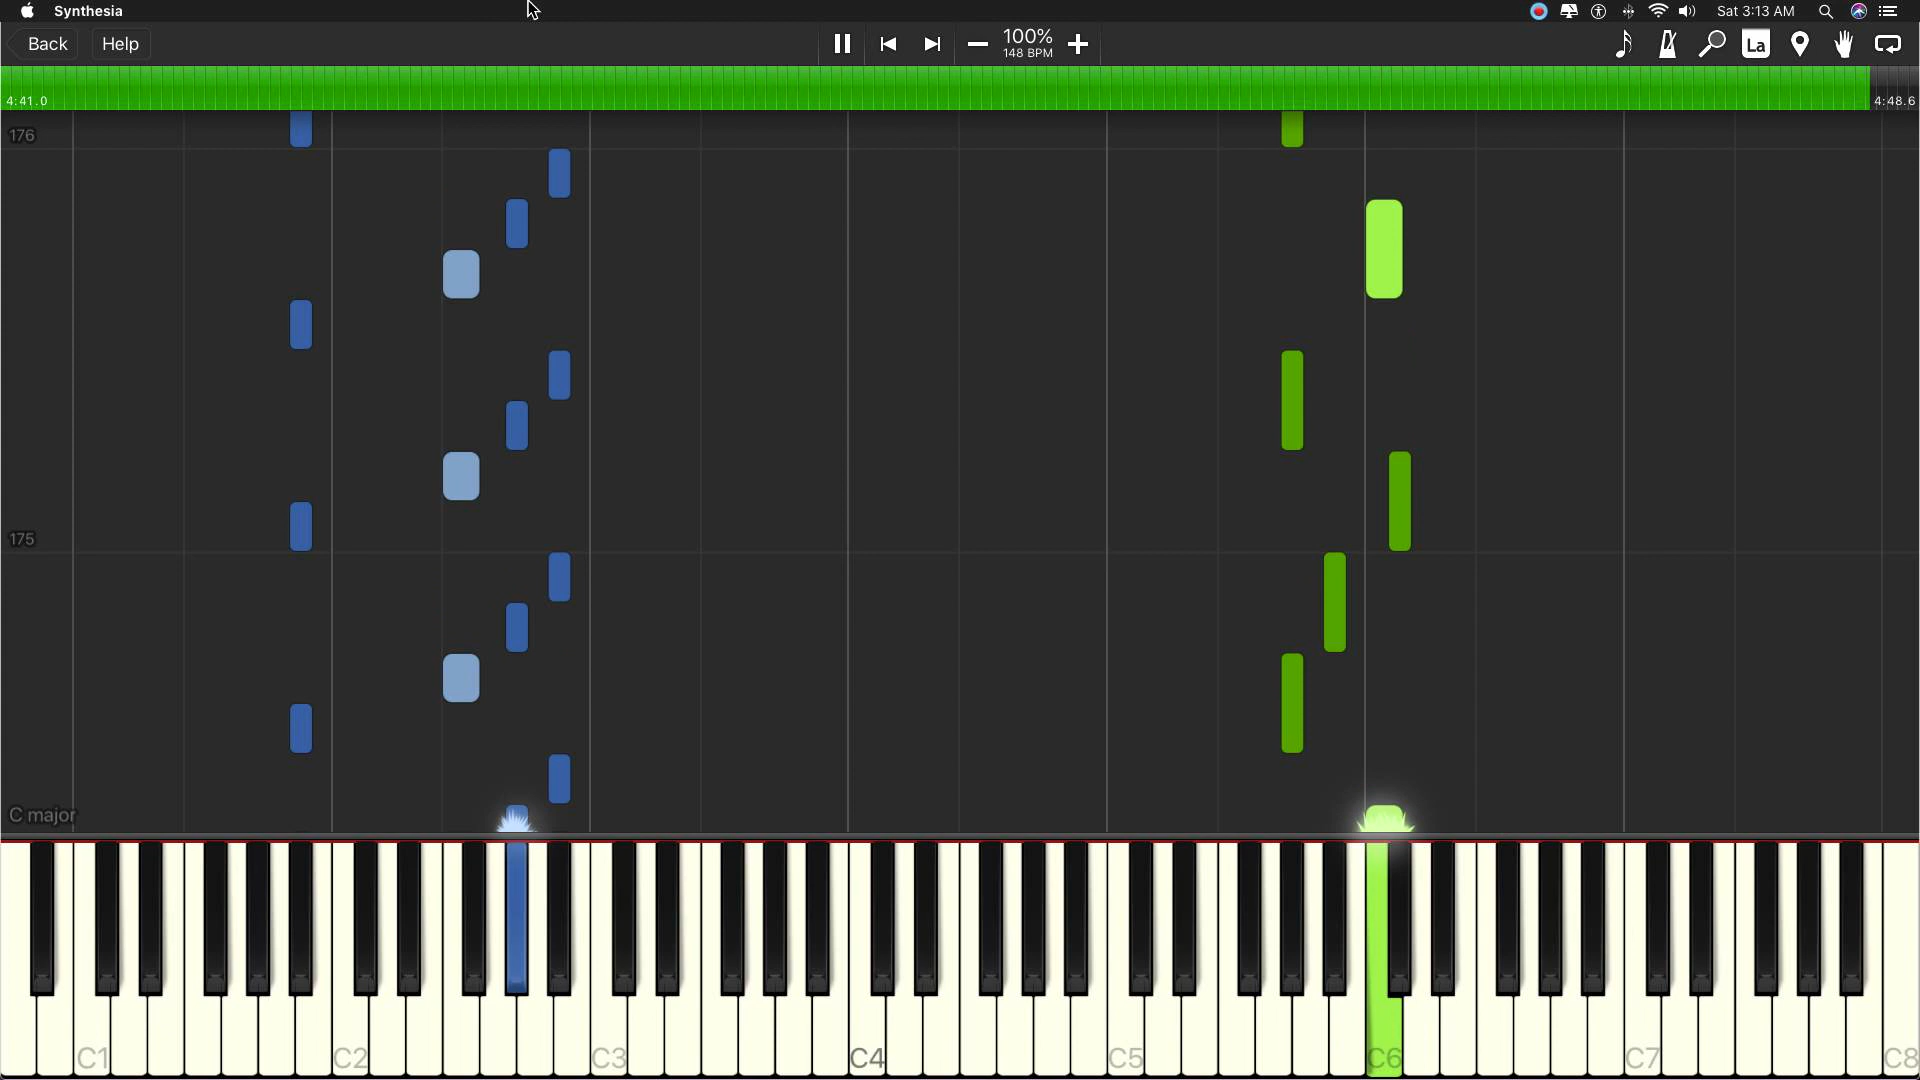 Synthesia
Sat 3:13 AM
Back
Help
100%
148 BPM
La
4:41.0
4:48.6
176
175
C major
C1
C2
C3
C4
C5
C6
C7
C8